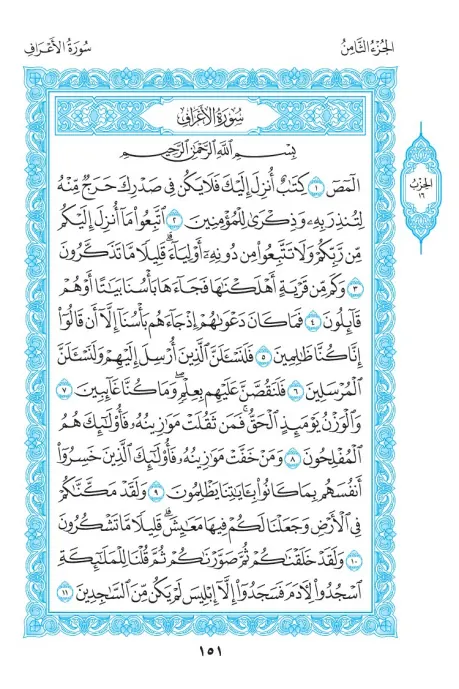 الجُزْءُ الثَّامِنُ
سُورَةُ الأَعْرَافِ
سُورَةُ الأَعْرَافِ
بِسْمِ اللَّهِ الرَّحْمَٰنِ الرَّحِيمِ
الحِزْبُ
١٦
الٓمٓصٓ ١ كِتَٰبٌ أُنزِلَ إِلَيْكَ فَلَا يَكُن فِي صَدْرِكَ حَرَجٌ مِّنْهُ
لِتُنذِرَ بِهِۦ وَذِكْرَىٰ لِلْمُؤْمِنِينَ ٢ ٱتَّبِعُوا۟ مَآ أُنزِلَ إِلَيْكُم
مِّن رَّبِّكُمْ وَلَا تَتَّبِعُوا۟ مِن دُونِهِۦٓ أَوْلِيَآءَ ۗ قَلِيلًا مَّا تَذَكَّرُونَ
٣ وَكَم مِّن قَرْيَةٍ أَهْلَكْنَٰهَا فَجَآءَهَا بَأْسُنَا بَيَٰتًا أَوْ هُمْ
قَآئِلُونَ ٤ فَمَا كَانَ دَعْوَىٰهُمْ إِذْ جَآءَهُم بَأْسُنَآ إِلَّآ أَن قَالُوٓا۟
إِنَّا كُنَّا ظَٰلِمِينَ ٥ فَلَنَسْـَٔلَنَّ ٱلَّذِينَ أُرْسِلَ إِلَيْهِمْ وَلَنَسْـَٔلَنَّ
ٱلْمُرْسَلِينَ ٦ فَلَنَقُصَّنَّ عَلَيْهِم بِعِلْمٍ ۖ وَمَا كُنَّا غَآئِبِينَ ٧
وَٱلْوَزْنُ يَوْمَئِذٍ ٱلْحَقُّ ۚ فَمَن ثَقُلَتْ مَوَٰزِينُهُۥ فَأُو۟لَٰٓئِكَ هُمُ
ٱلْمُفْلِحُونَ ٨ وَمَنْ خَفَّتْ مَوَٰزِينُهُۥ فَأُو۟لَٰٓئِكَ ٱلَّذِينَ خَسِرُوٓا۟
أَنفُسَهُم بِمَا كَانُوا۟ بِـَٔايَٰتِنَا يَظْلِمُونَ ٩ وَلَقَدْ مَكَّنَّٰكُمْ
فِي ٱلْأَرْضِ وَجَعَلْنَا لَكُمْ فِيهَا مَعَٰيِشَ ۗ قَلِيلًا مَّا تَشْكُرُونَ
١٠ وَلَقَدْ خَلَقْنَٰكُمْ ثُمَّ صَوَّرْنَٰكُمْ ثُمَّ قُلْنَا لِلْمَلَٰٓئِكَةِ
ٱسْجُدُوا۟ لِـَٔادَمَ فَسَجَدُوٓا۟ إِلَّآ إِبْلِيسَ لَمْ يَكُن مِّنَ ٱلسَّٰجِدِينَ ١١
١٥١